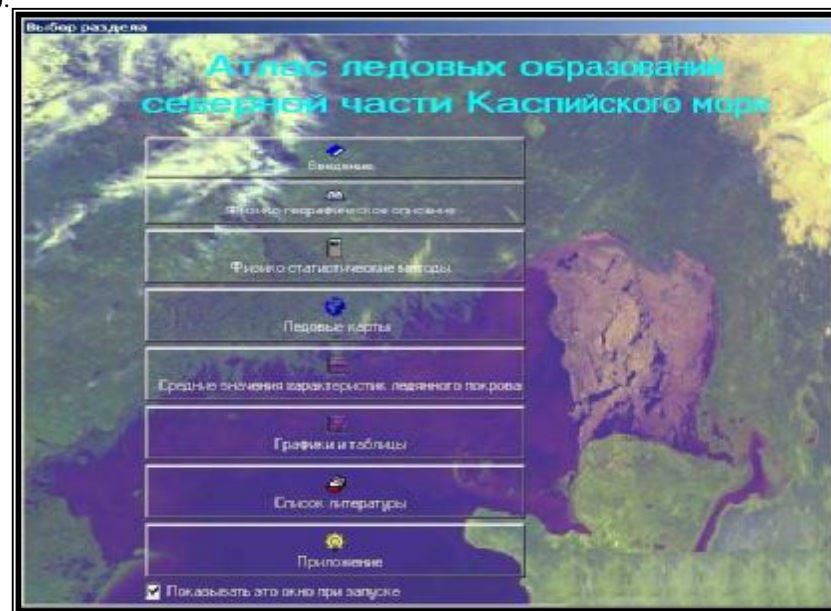 Выбор раздела
Атлас ледовых образований
северной части Каспийского моря
Введение
Физико географическое описание
Физико статистические методы
Ледовые карты
Средние значения характеристик ледянного покрова
Графики и таблицы
Список литературы
Приложение
Показывать это окно при запуске